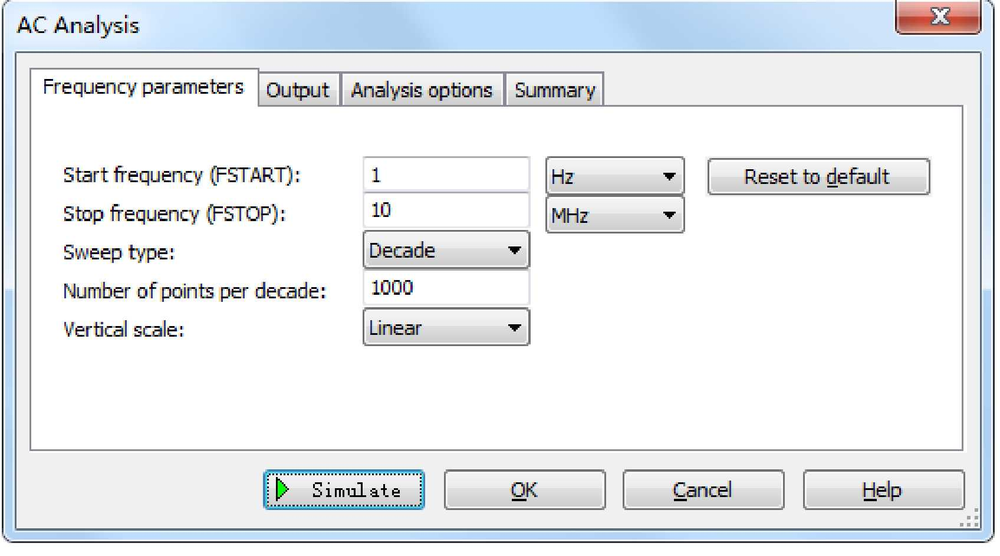 AC Analysis
X
Frequency parameters Output Analysis options Summary
Start frequency (FSTART): 1 Hz Reset to default
Stop frequency (FSTOP): 10 MHz
Sweep type: Decade
Number of points per decade: 1000
Vertical scale: Linear
Simulate OK Cancel Help